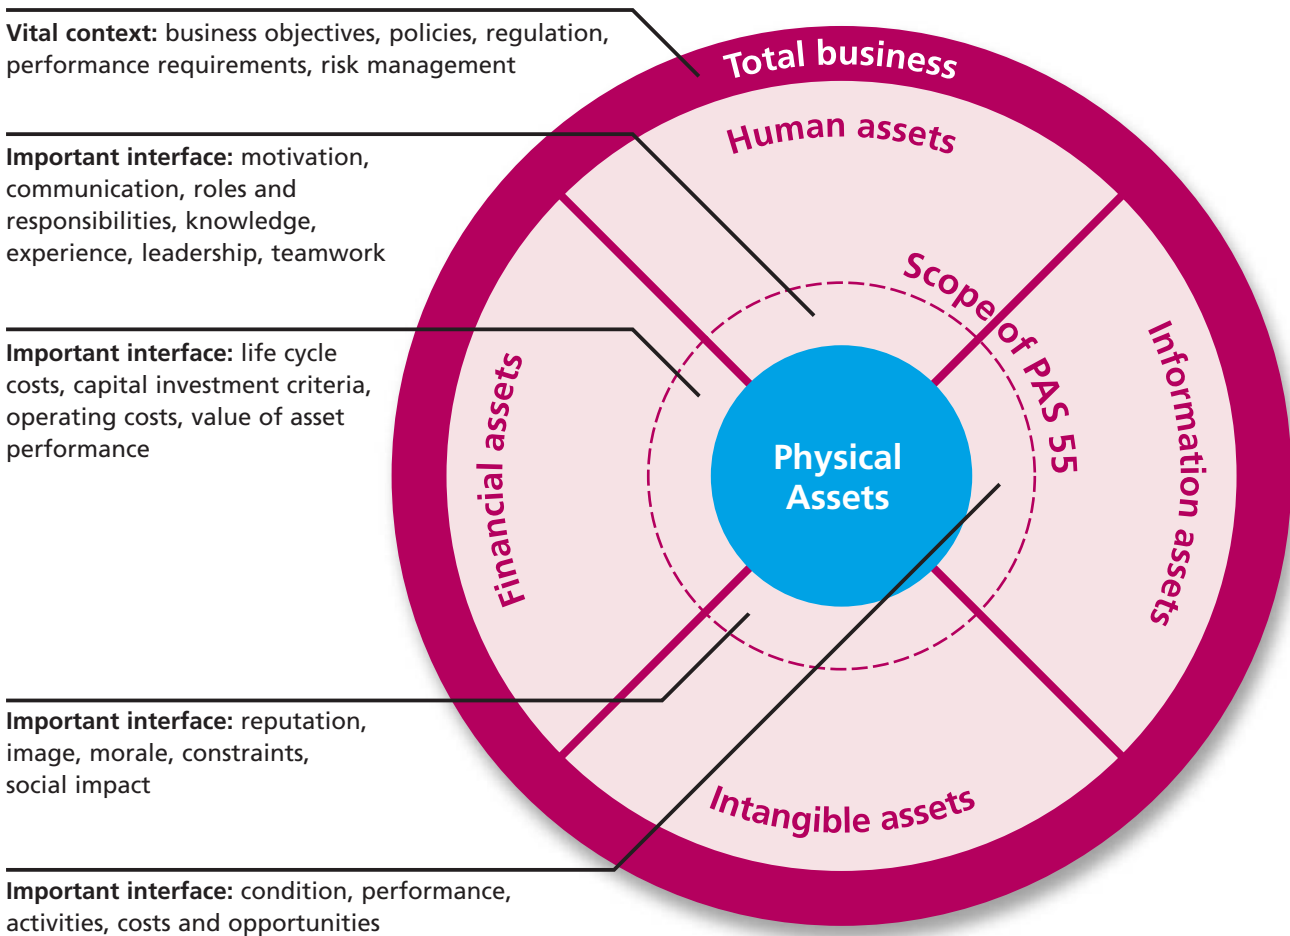 Vital context: business objectives, policies, regulation,
performance requirements, risk management
Important interface: motivation,
communication, roles and
responsibilities, knowledge,
experience, leadership, teamwork
Important interface: life cycle
costs, capital investment criteria,
operating costs, value of asset
performance
Important interface: reputation,
image, morale, constraints,
social impact
Important interface: condition, performance,
activities, costs and opportunities
Total business
Human assets
Scope of PAS 55
Information assets
Financial assets
Physical
Assets
Intangible assets